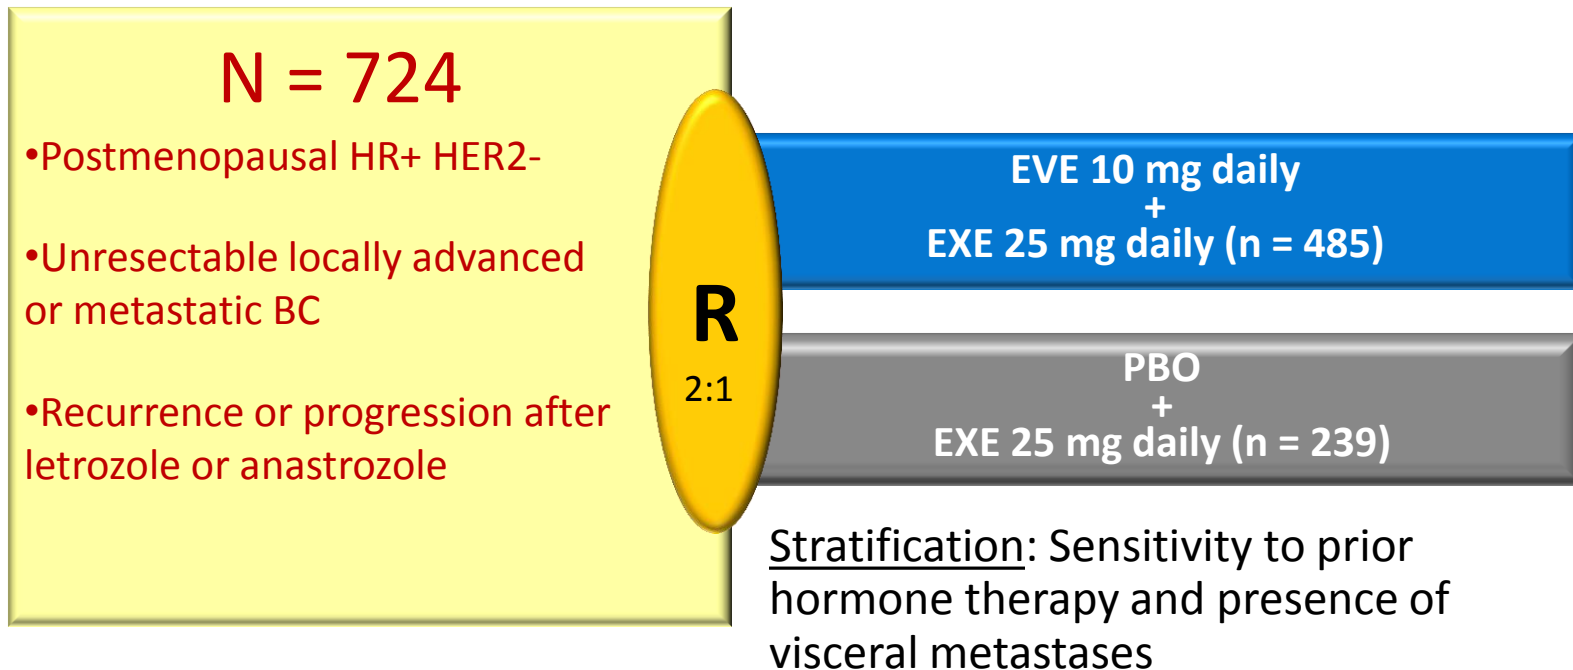 N = 724
•Postmenopausal HR+ HER2-
•Unresectable locally advanced
or metastatic BC
•Recurrence or progression after
letrozole or anastrozole
R
2:1
EVE 10 mg daily
+
EXE 25 mg daily (n = 485)
PBO
+
EXE 25 mg daily (n = 239)
Stratification: Sensitivity to prior
hormone therapy and presence of
visceral metastases